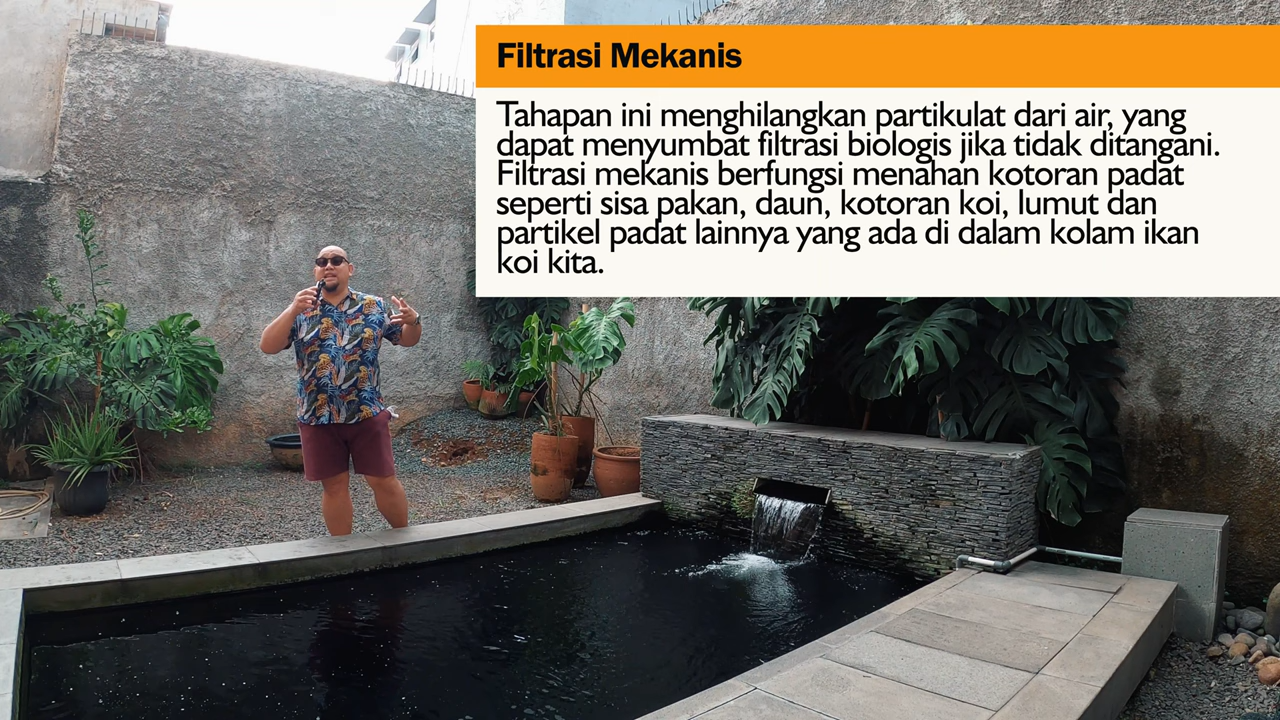 Filtrasi Mekanis
Tahapan ini menghilangkan partikulat dari air, yang
dapat menyumbat filtrasi biologis jika tidak ditangani.
Filtrasi mekanis berfungsi menahan kotoran padat
seperti sisa pakan, daun, kotoran koi, lumut dan
partikel padat lainnya yang ada di dalam kolam ikan
koi kita.